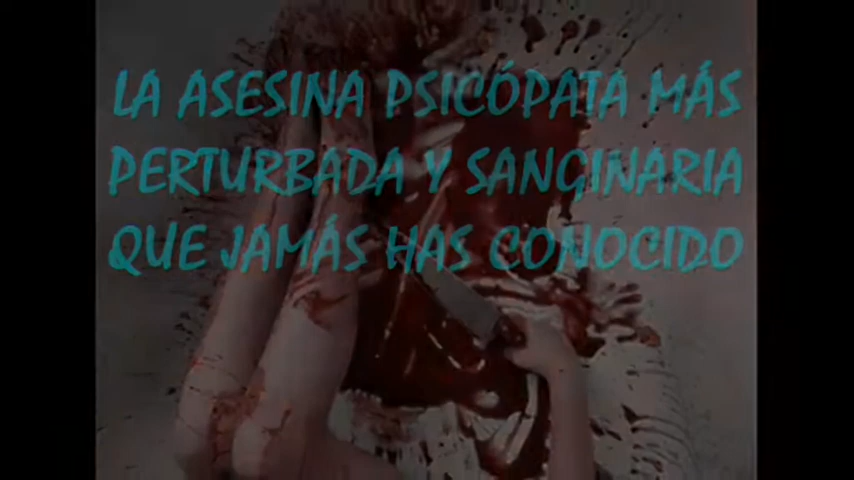 LA ASESINA PSICÓPATA MÁS
PERTURBADA Y SANGINARIA
QUE JAMÁS HAS CONOCIDO